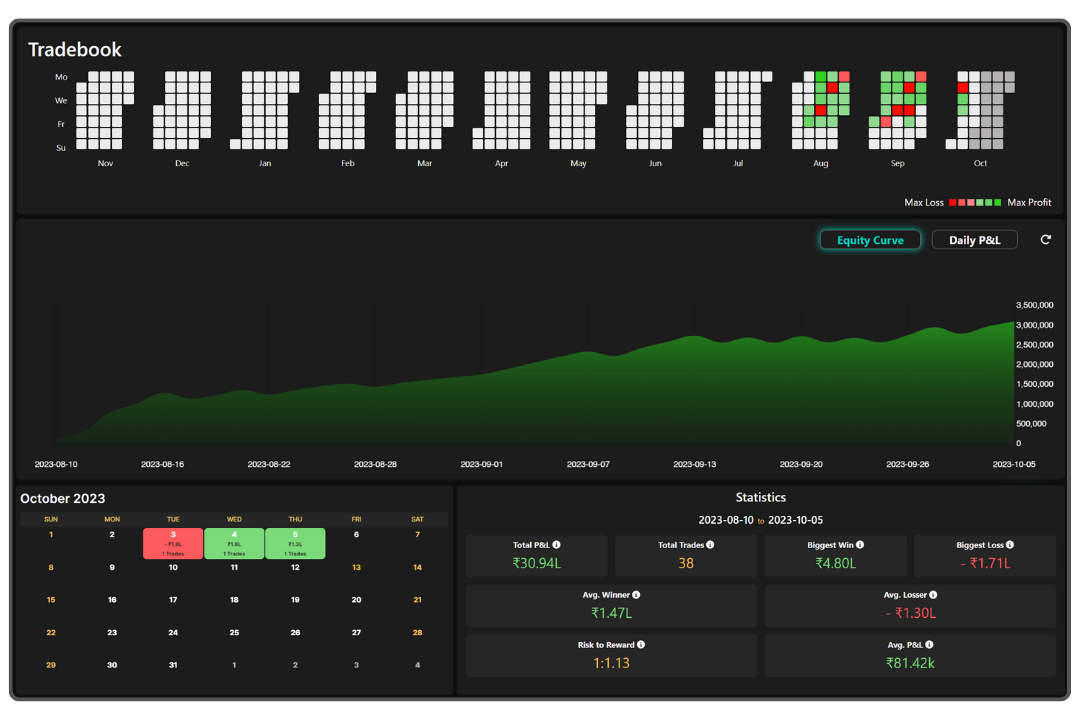 Tradebook
Mo
We
Fr
Su
Nov Dec Jan Feb Mar Apr May Jun Jul Aug Sep Oct
Max Loss Max Profit
Equity Curve Daily P&L
3,500,000
3,000,000
2,500,000
2,000,000
1,500,000
1,000,000
500,000
0
2023-08-10 2023-08-16 2023-08-22 2023-08-28 2023-09-01 2023-09-07 2023-09-13 2023-09-20 2023-09-26 2023-10-05
October 2023
SUN MON TUE WED THU FRI SAT
1 2 3 4 5 6 7
- ₹1.6L ₹1.8L ₹1.3L
1 Trades 1 Trades 1 Trades
8 9 10 11 12 13 14
15 16 17 18 19 20 21
22 23 24 25 26 27 28
29 30 31 1 2 3 4
Statistics
2023-08-10 to 2023-10-05
Total P&L Total Trades Biggest Win Biggest Loss
₹30.94L 38 ₹4.80L - ₹1.71L
Avg. Winner Avg. Losser
₹1.47L - ₹1.30L
Risk to Reward Avg. P&L
1:1.13 ₹81.42k